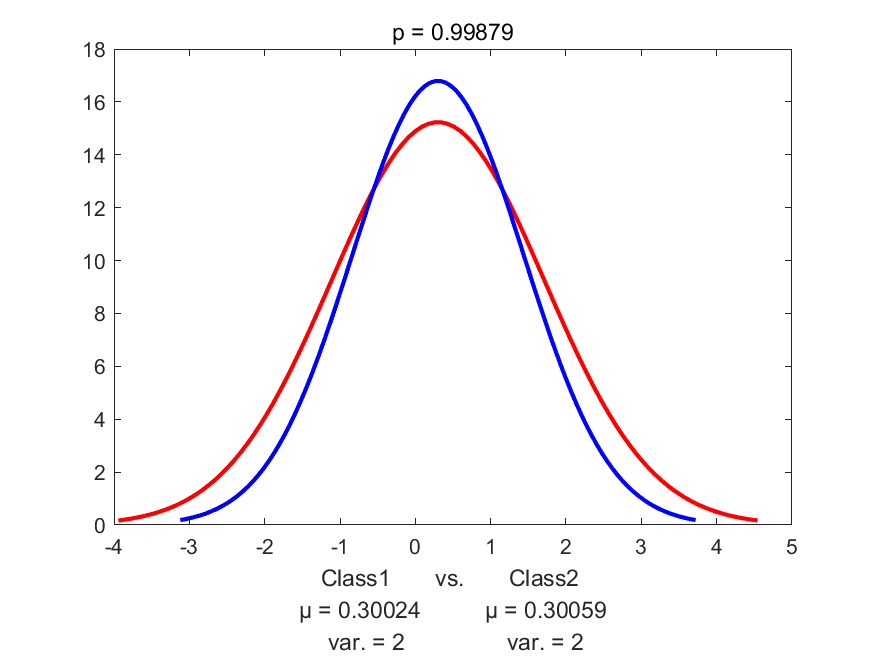 p = 0.99879
18
16
14
12
10
8
6
4
2
0
-4 -3 -2 -1 0 1 2 3 4 5
Class1 vs. Class2
μ = 0.30024 μ = 0.30059
var. = 2 var. = 2